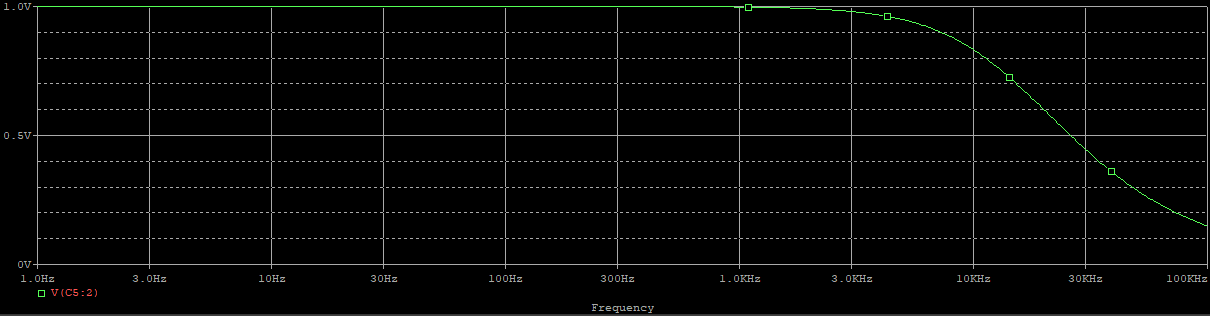 1.0V
0.5V
0V
1.0Hz 3.0Hz 10Hz 30Hz 100Hz 300Hz 1.0KHz 3.0KHz 10KHz 30KHz 100KHz
V(C5:2)
Frequency